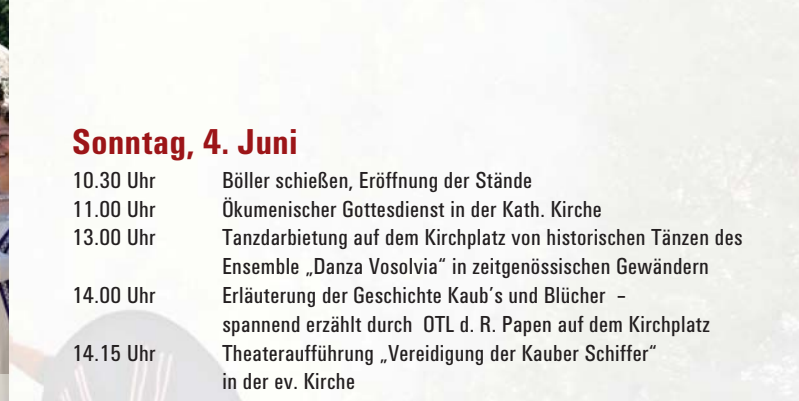 Sonntag, 4. Juni
10.30 Uhr Böller schießen, Eröffnung der Stände
11.00 Uhr Ökumenischer Gottesdienst in der Kath. Kirche
13.00 Uhr Tanzdarbietung auf dem Kirchplatz von historischen Tänzen des
Ensemble „Danza Vosolvia“ in zeitgenössischen Gewändern
14.00 Uhr Erläuterung der Geschichte Kaub´s und Blücher –
spannend erzählt durch OTL d. R. Papen auf dem Kirchplatz
14.15 Uhr Theateraufführung „Vereidigung der Kauber Schiffer“
in der ev. Kirche